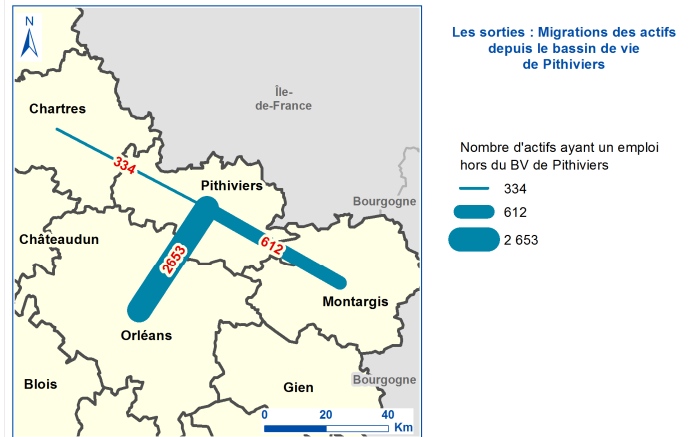 N
Les sorties : Migrations des actifs
depuis le bassin de vie
de Pithiviers
Chartres
Île-
de-France
334
Pithiviers
Nombre d'actifs ayant un emploi
hors du BV de Pithiviers
334
612
2 653
Bourgogne
Châteaudun
612
2653
Montargis
Orléans
Blois
Gien
Bourgogne
0 20 40
Km